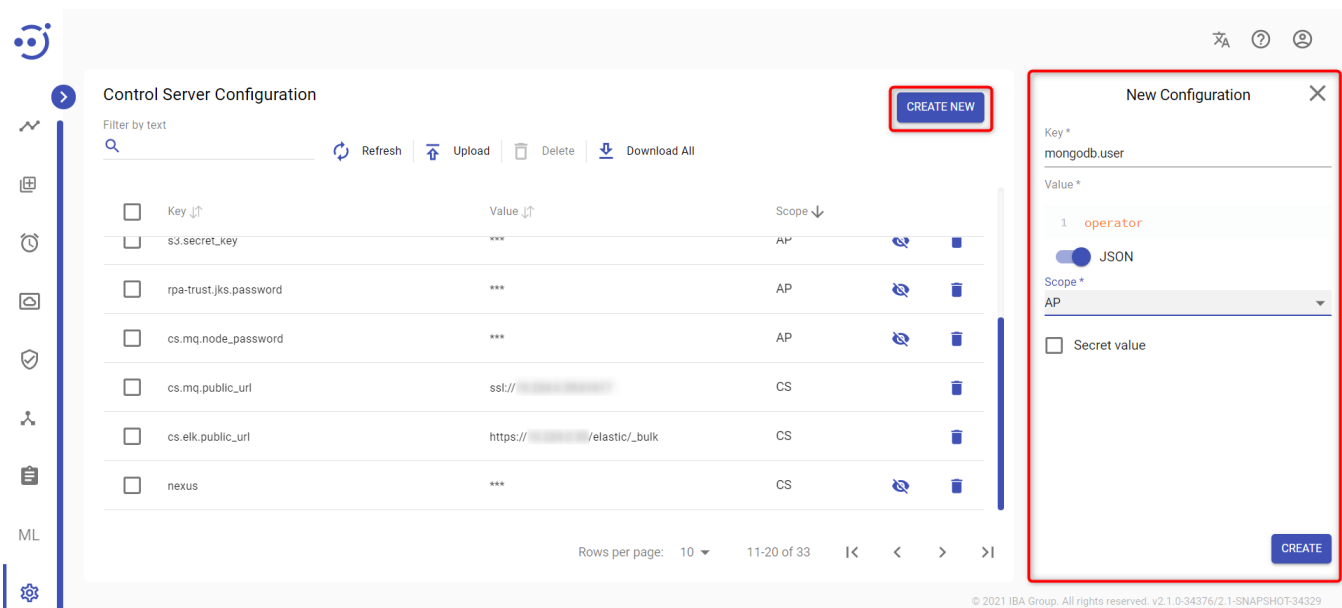 Control Server Configuration
CREATE NEW
Filter by text
Refresh
Upload
Delete
Download All
Key
Value
Scope
s3.secret_key *** AP
rpa-trust.jks.password *** AP
cs.mq.node_password *** AP
cs.mq.public_url ssl:// CS
cs.elk.public_url https:// /elastic/_bulk CS
nexus *** CS
Rows per page: 10 11-20 of 33
ML
New Configuration
Key *
mongodb.user
Value *
1 operator
JSON
Scope *
AP
Secret value
CREATE
© 2021 IBA Group. All rights reserved. v2.1.0-34376/2.1-SNAPSHOT-34329